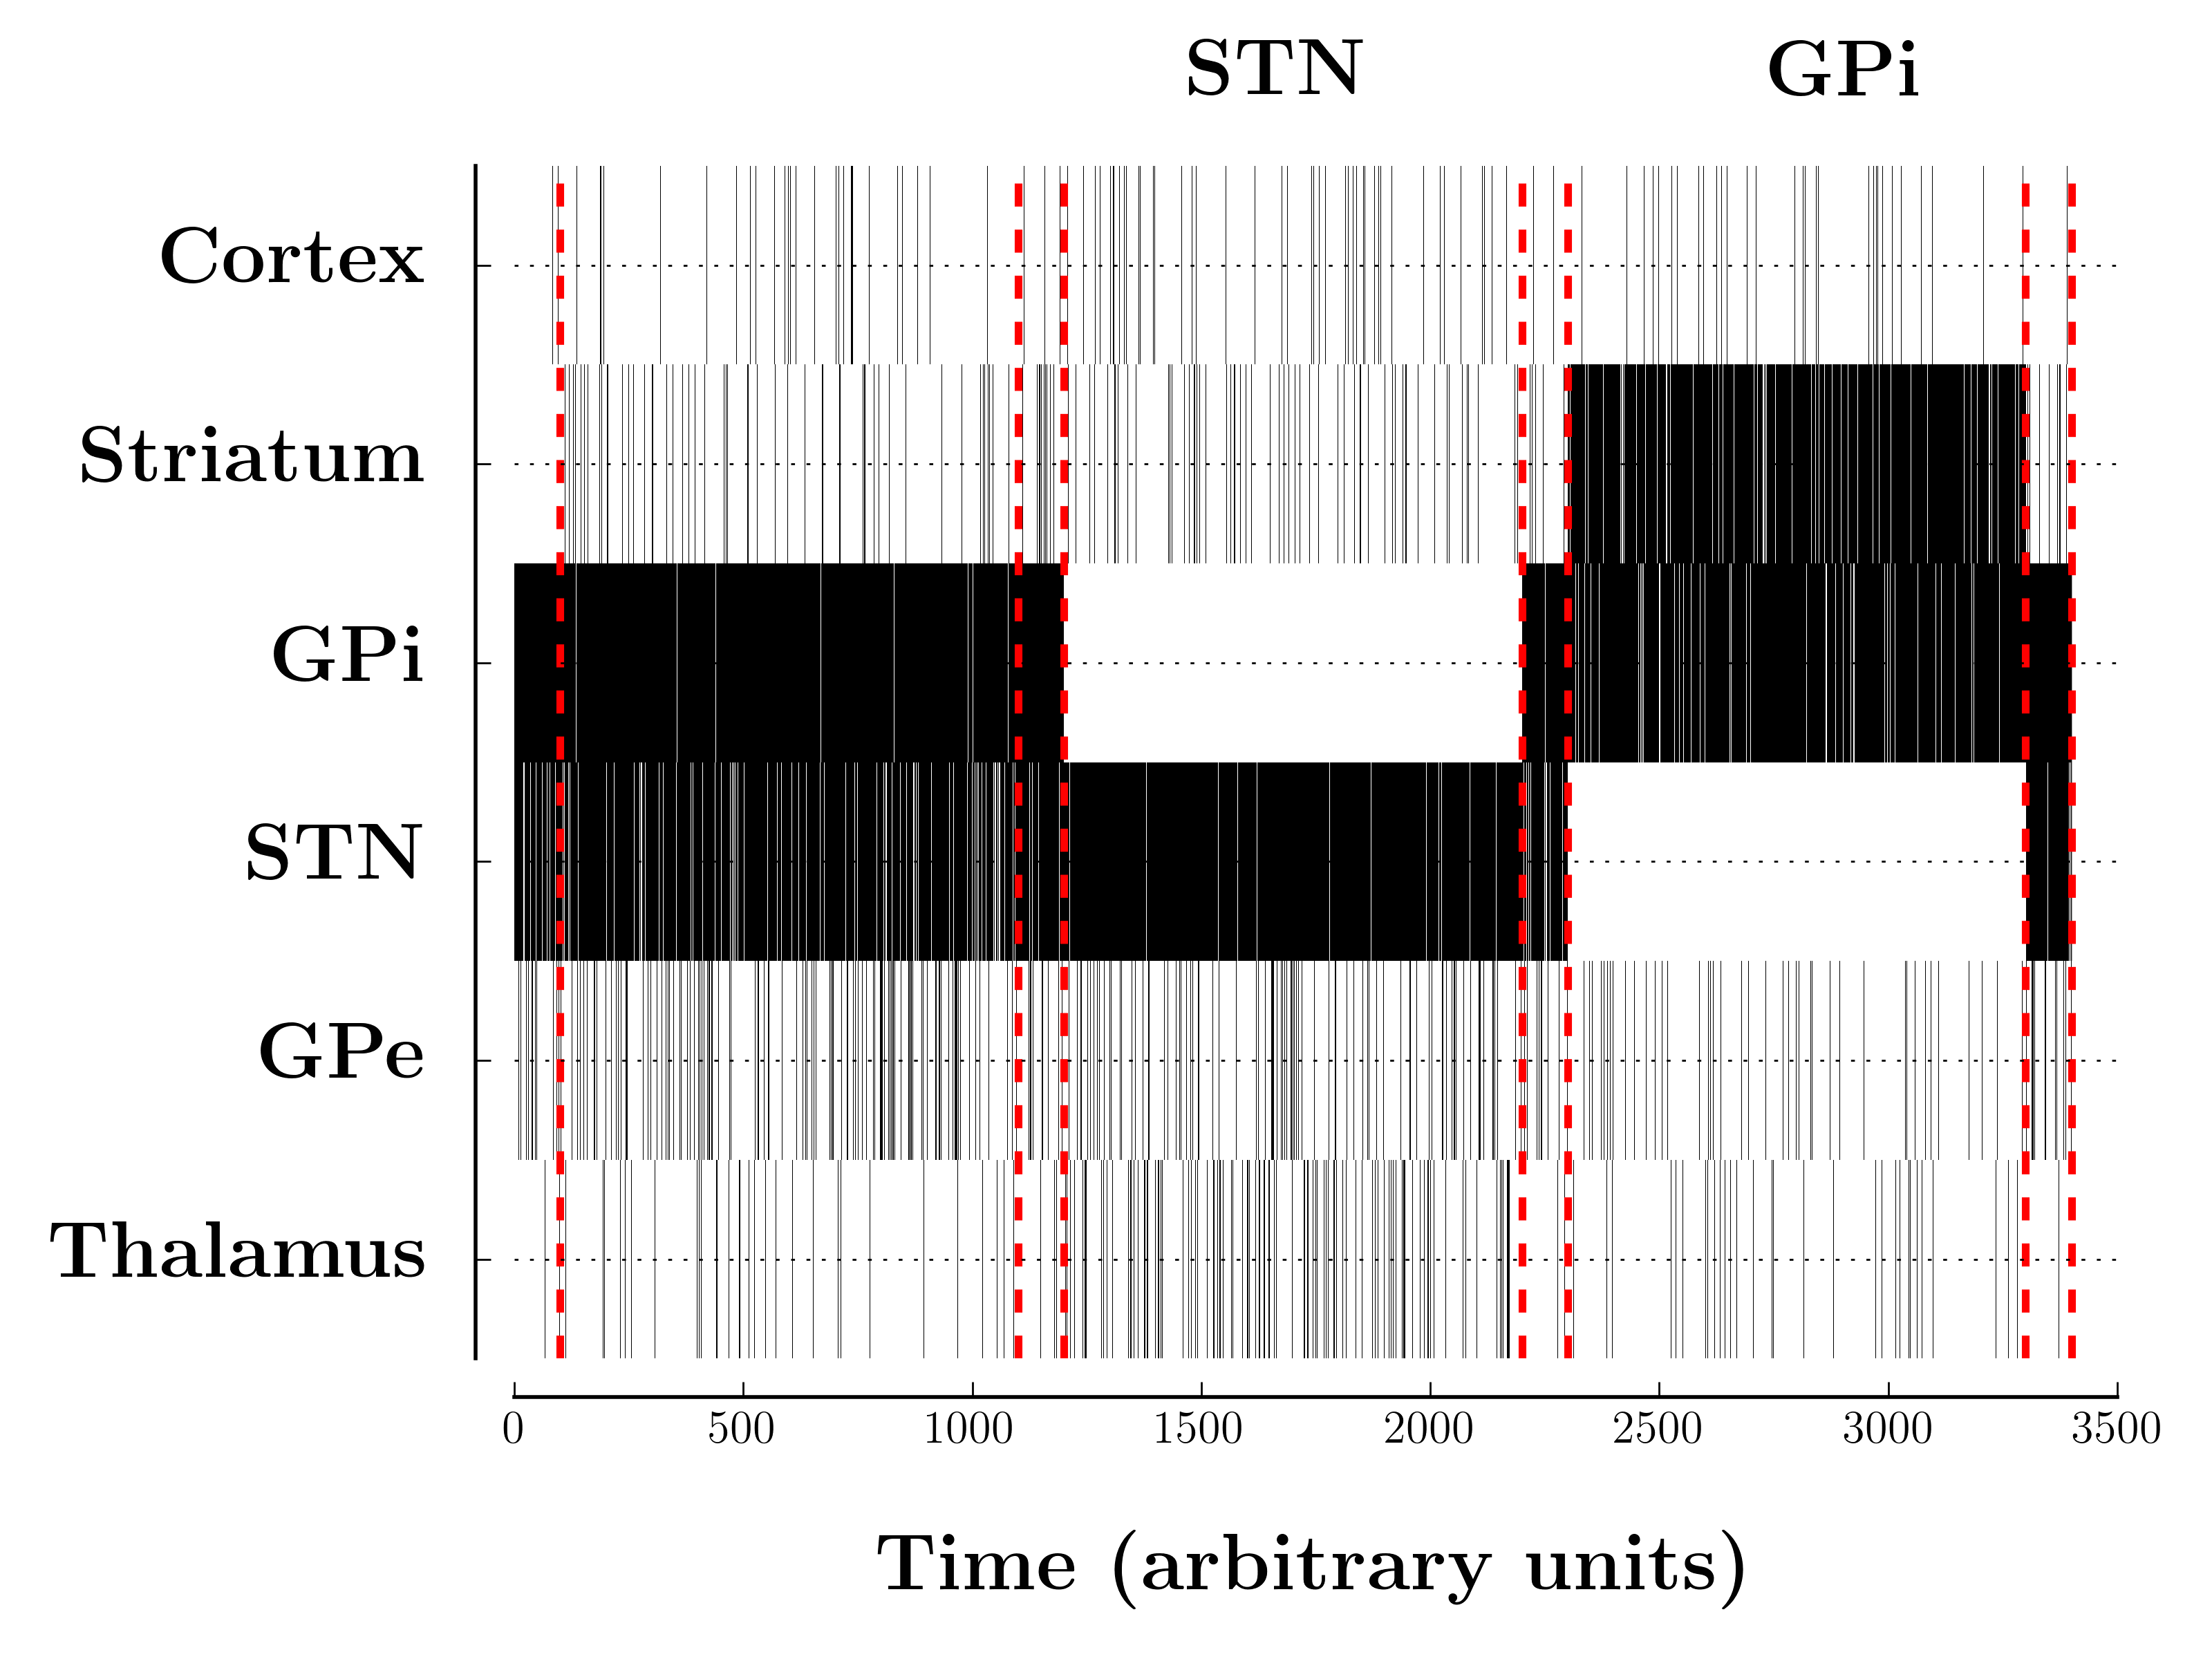 STN GPi
Cortex
Striatum
GPi
STN
GPe
Thalamus
0 500 1000 1500 2000 2500 3000 3500
Time (arbitrary units)